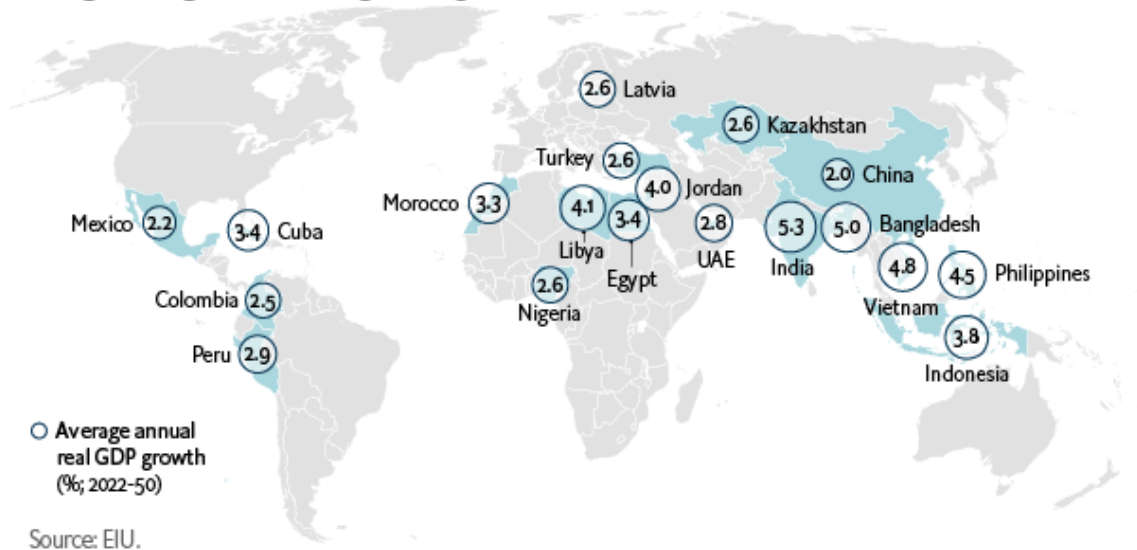 2.6 Latvia
2.6 Kazakhstan
Turkey 2.6
2.0 China
4.0 Jordan
Morocco 3.3
4.1
Libya
3.4
Egypt
2.8
UAE
5.3
India
5.0 Bangladesh
Mexico 2.2
3.4 Cuba
4.8
Vietnam
4.5 Philippines
2.6
Nigeria
Colombia 2.5
Peru 2.9
3.8
Indonesia
Average annual
real GDP growth
(%; 2022-50)
Source: EIU.